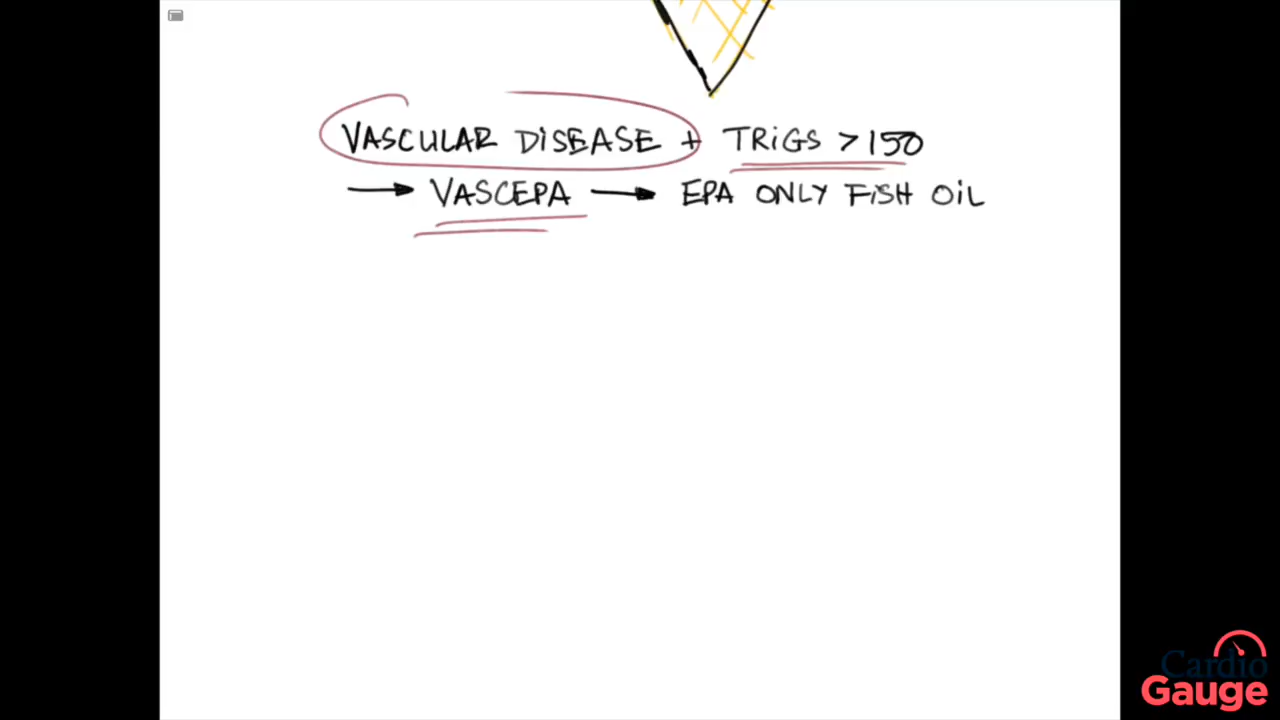 VASCULAR DISEASE + TRiGS > 150
→ VASCEPA → EPA ONLY FiSH OiL
Cardio
Gauge